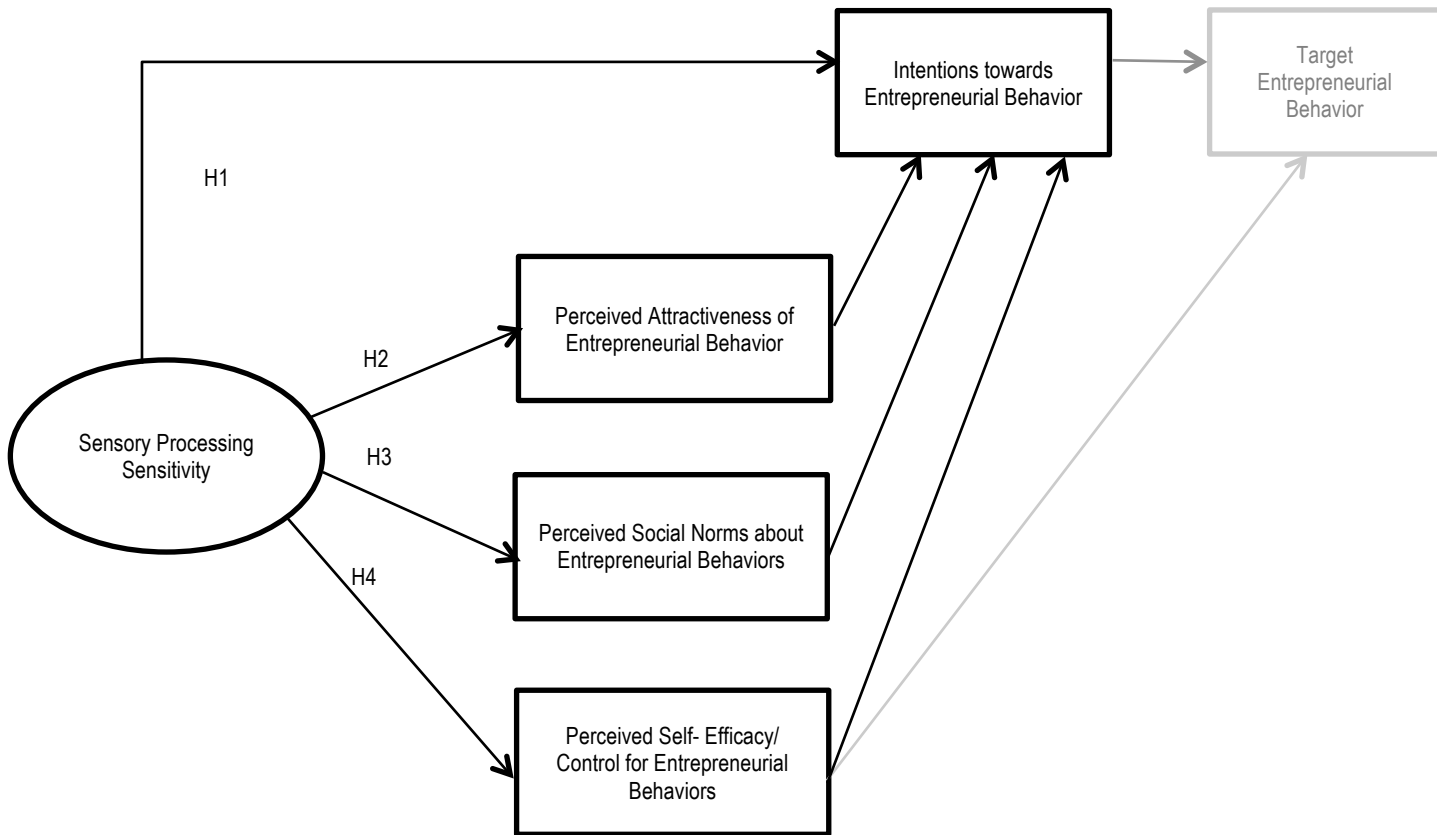 Intentions towards
Entrepreneurial Behavior
Target
Entrepreneurial
Behavior
H1
Perceived Attractiveness of
Entrepreneurial Behavior
H2
Sensory Processing
Sensitivity
H3
Perceived Social Norms about
Entrepreneurial Behaviors
H4
Perceived Self- Efficacy/
Control for Entrepreneurial
Behaviors